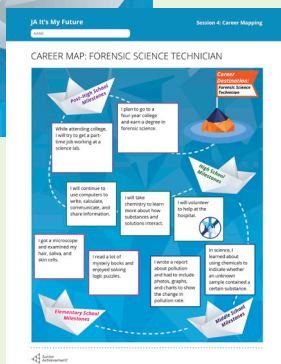 JA It's My Future
Session 4: Career Mapping
NAME
CAREER MAP: FORENSIC SCIENCE TECHNICIAN
Career
Destination:
Forensic Science
Technician
Post-High School
Milestones
I plan to go to a
four-year college
and earn a degree in
forensic science.
While attending college,
I will try to get a part-
time job working at a
science lab.
High School
Milestones
I will continue to
use computers to
write, calculate,
communicate, and
share information.
I will take
chemistry to learn
more about how
substances and
solutions interact.
I will volunteer
to help at the
hospital.
I got a microscope
and examined my
hair, saliva, and
skin cells.
I read a lot of
mystery books and
enjoyed solving
logic puzzles.
I wrote a report
about pollution
and had to include
photos, graphs,
and charts to show
the change in
pollution rate.
In science, I
learned about
using chemicals to
indicate whether
an unknown
sample contained a
certain substance.
Elementary School
Milestones
Middle School
Milestones
Junior
Achievement